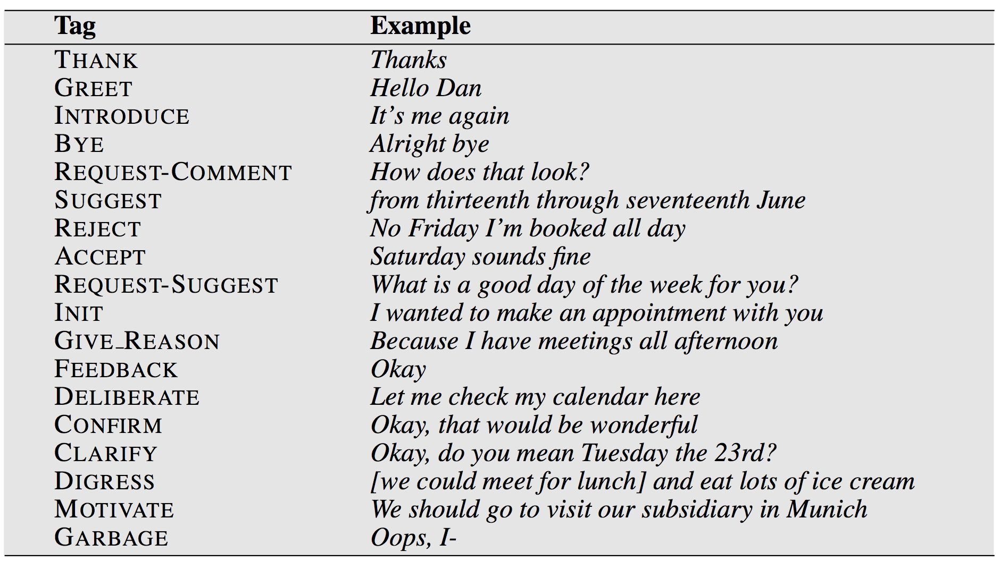 Tag Example
THANK Thanks
GREET Hello Dan
INTRODUCE It's me again
BYE Alright bye
REQUEST-COMMENT How does that look?
SUGGEST from thirteenth through seventeenth June
REJECT No Friday I'm booked all day
ACCEPT Saturday sounds fine
REQUEST-SUGGEST What is a good day of the week for you?
INIT I wanted to make an appointment with you
GIVE_REASON Because I have meetings all afternoon
FEEDBACK Okay
DELIBERATE Let me check my calendar here
CONFIRM Okay, that would be wonderful
CLARIFY Okay, do you mean Tuesday the 23rd?
DIGRESS [we could meet for lunch] and eat lots of ice cream
MOTIVATE We should go to visit our subsidiary in Munich
GARBAGE Oops, I-